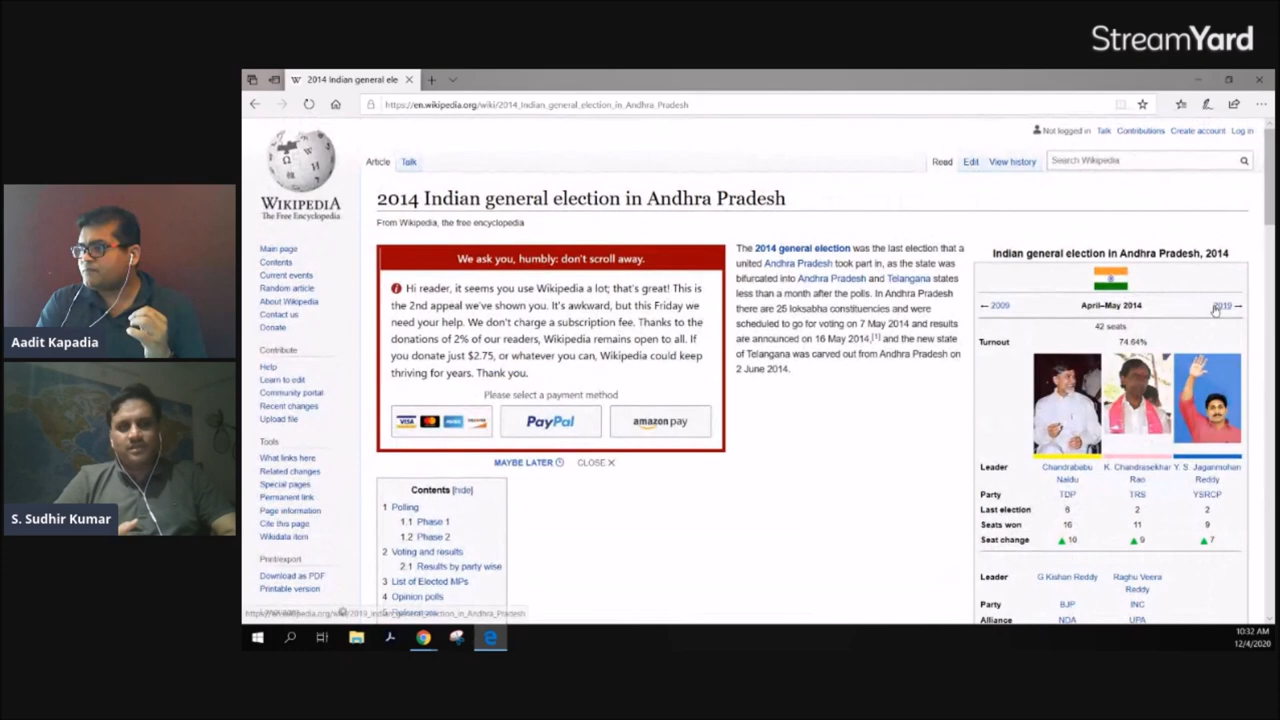 StreamYard
2014 Indian general ele
https://en.wikipedia.org/wiki/2014_Indian_general_election_in_Andhra_Pradesh
Not logged in Talk Contributions Create account Log in
Article Talk
Read Edit View history
Search Wikipedia
WIKIPEDIA
The Free Encyclopedia
Main page
Contents
Current events
Random article
About Wikipedia
Contact us
Donate
Contribute
Help
Learn to edit
Community portal
Recent changes
Upload file
Tools
What links here
Related changes
Special pages
Permanent link
Page information
Cite this page
Wikidata item
Print/export
Download as PDF
Printable version
Languages
2014 Indian general election in Andhra Pradesh
From Wikipedia, the free encyclopedia
We ask you, humbly: don't scroll away.
Hi reader, it seems you use Wikipedia a lot; that's great! This is
the 2nd appeal we've shown you. It's awkward, but this Friday we
need your help. We don't charge a subscription fee. Thanks to the
donations of 2% of our readers, Wikipedia remains open to all. If
you donate just $2.75, or whatever you can, Wikipedia could keep
thriving for years. Thank you.
Please select a payment method
VISA
PayPal
amazon pay
MAYBE LATER CLOSE X
Contents [hide]
1 Polling
1.1 Phase 1
1.2 Phase 2
2 Voting and results
2.1 Results by party wise
3 List of Elected MPs
4 Opinion polls
5 References
https://en.wikipedia.org/wiki/2019_Indian_general_election_in_Andhra_Pradesh
The 2014 general election was the last election that a
united Andhra Pradesh took part in, as the state was
bifurcated into Andhra Pradesh and Telangana states
less than a month after the polls. In Andhra Pradesh
there are 25 loksabha constituencies and were
scheduled to go for voting on 7 May 2014 and results
are announced on 16 May 2014,[1] and the new state
of Telangana was carved out from Andhra Pradesh on
2 June 2014.
Indian general election in Andhra Pradesh, 2014
← 2009 April–May 2014 2019 →
42 seats
Turnout 74.64%
Leader Chandrababu Naidu K. Chandrasekhar Rao Y. S. Jaganmohan Reddy
Party TDP TRS YSRCP
Last election 6 2 2
Seats won 16 11 9
Seat change ▲ 10 ▲ 9 ▲ 7
Leader G Kishan Reddy Raghu Veera Reddy
Party BJP INC
Alliance NDA UPA
Aadit Kapadia
S. Sudhir Kumar
10:32 AM
12/4/2020